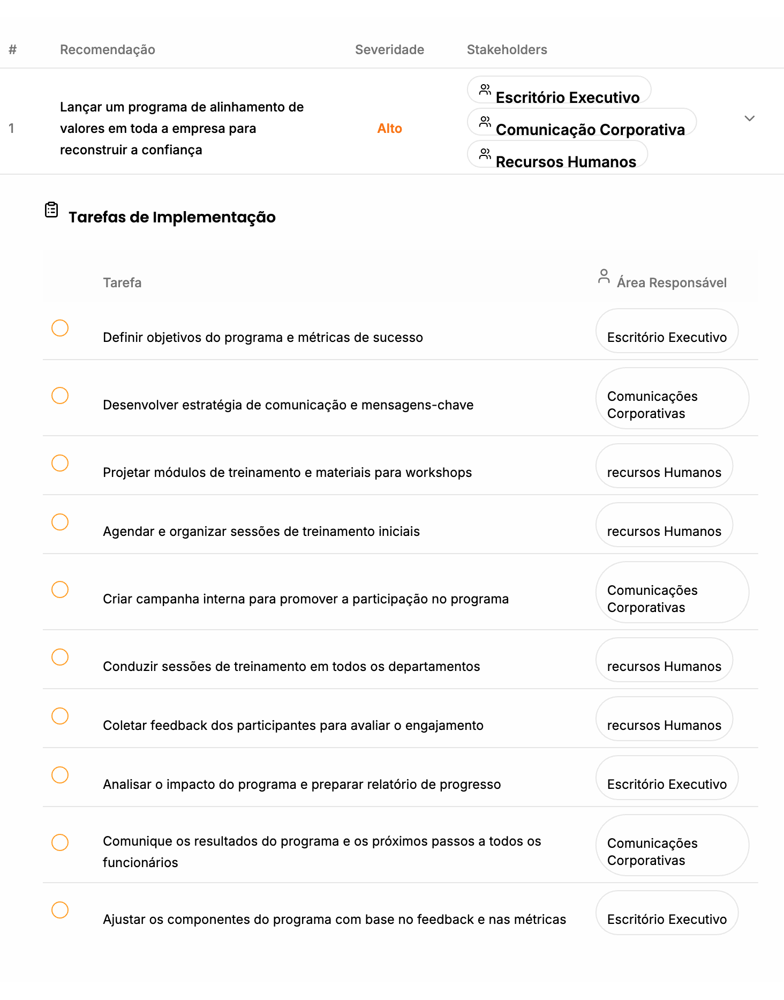 # Recomendação Severidade Stakeholders
1
Lançar um programa de alinhamento de
valores em toda a empresa para
reconstruir a confiança
Alto
Escritório Executivo
Comunicação Corporativa
Recursos Humanos
Tarefas de Implementação
Tarefa Área Responsável
Definir objetivos do programa e métricas de sucesso
Escritório Executivo
Desenvolver estratégia de comunicação e mensagens-chave
Comunicações
Corporativas
Projetar módulos de treinamento e materiais para workshops
recursos Humanos
Agendar e organizar sessões de treinamento iniciais
recursos Humanos
Criar campanha interna para promover a participação no programa
Comunicações
Corporativas
Conduzir sessões de treinamento em todos os departamentos
recursos Humanos
Coletar feedback dos participantes para avaliar o engajamento
recursos Humanos
Analisar o impacto do programa e preparar relatório de progresso
Escritório Executivo
Comunique os resultados do programa e os próximos passos a todos os
funcionários
Comunicações
Corporativas
Ajustar os componentes do programa com base no feedback e nas métricas
Escritório Executivo